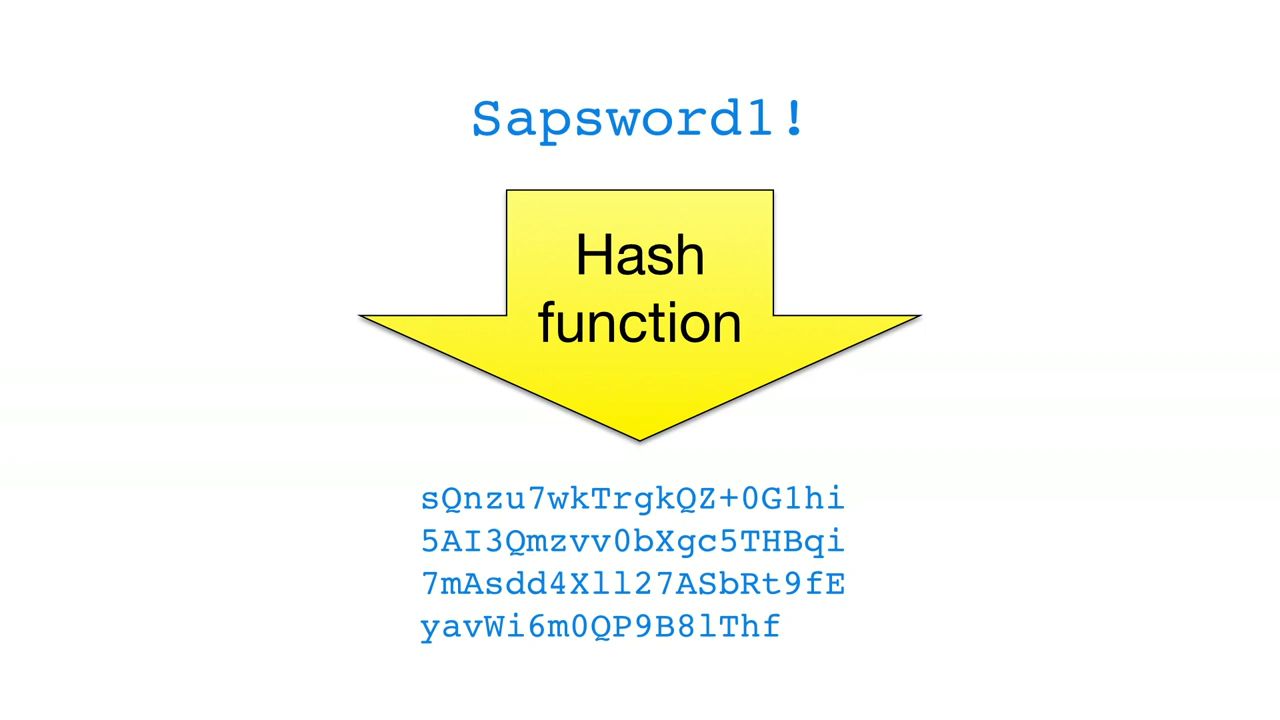 Sapsword1!
Hash
function
sQnzu7wkTrgkQZ+0G1hi
5AI3Qmzvv0bXgc5THBqi
7mAsdd4Xll27ASbRt9fE
yavWi6m0QP9B8lThf